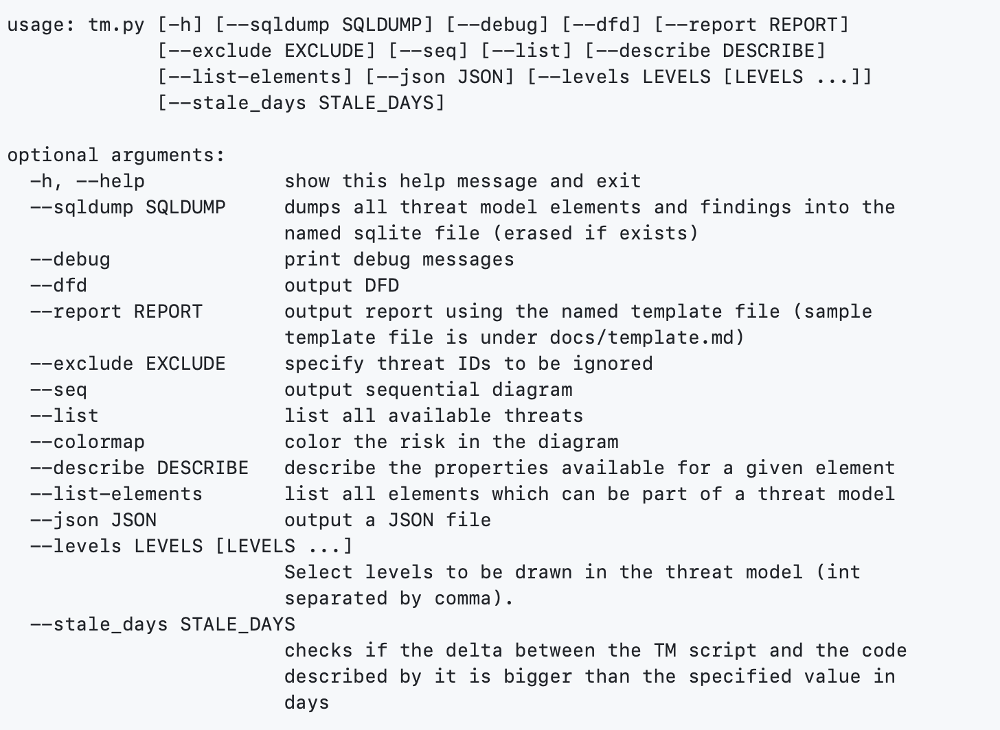 usage: tm.py [-h] [--sqldump SQLDUMP] [--debug] [--dfd] [--report REPORT]
             [--exclude EXCLUDE] [--seq] [--list] [--describe DESCRIBE]
             [--list-elements] [--json JSON] [--levels LEVELS [LEVELS ...]]
             [--stale_days STALE_DAYS]

optional arguments:
  -h, --help            show this help message and exit
  --sqldump SQLDUMP     dumps all threat model elements and findings into the
                        named sqlite file (erased if exists)
  --debug               print debug messages
  --dfd                 output DFD
  --report REPORT       output report using the named template file (sample
                        template file is under docs/template.md)
  --exclude EXCLUDE     specify threat IDs to be ignored
  --seq                 output sequential diagram
  --list                list all available threats
  --colormap            color the risk in the diagram
  --describe DESCRIBE   describe the properties available for a given element
  --list-elements       list all elements which can be part of a threat model
  --json JSON           output a JSON file
  --levels LEVELS [LEVELS ...]
                        Select levels to be drawn in the threat model (int
                        separated by comma).
  --stale_days STALE_DAYS
                        checks if the delta between the TM script and the code
                        described by it is bigger than the specified value in
                        days